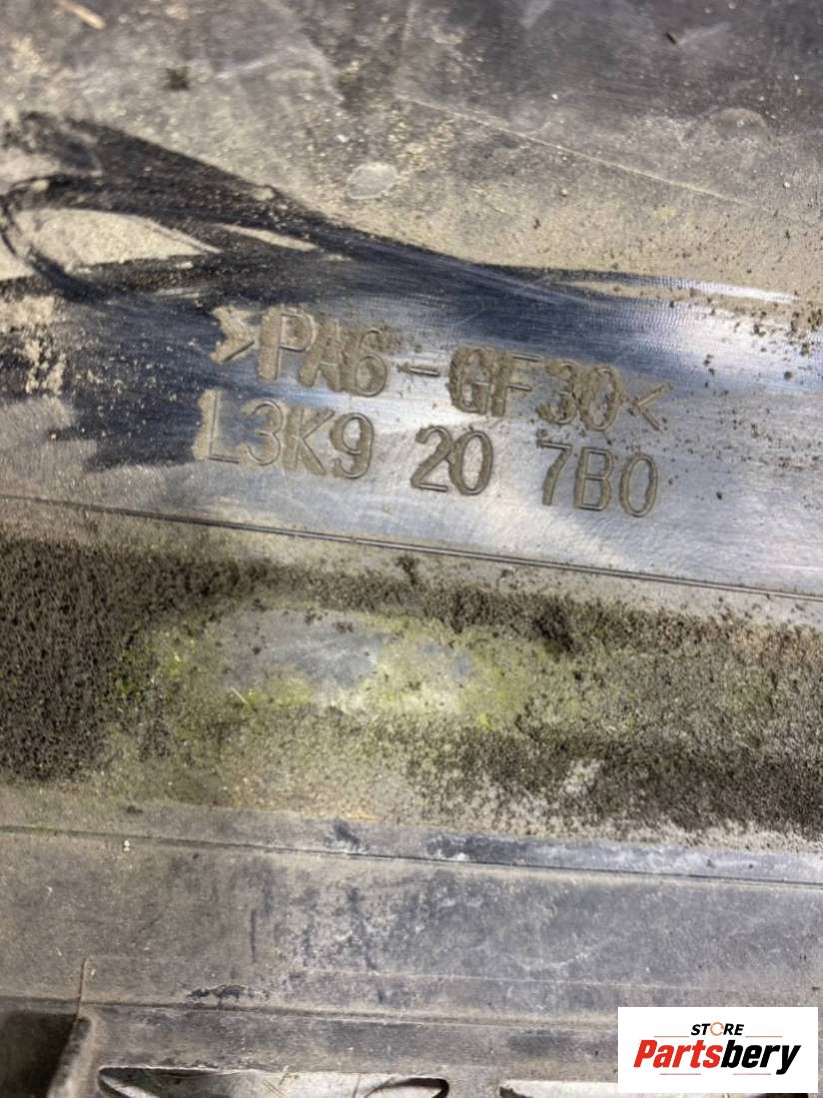 >PA6-GF30<
L3K9 20 7B0
STORE
Partsbery